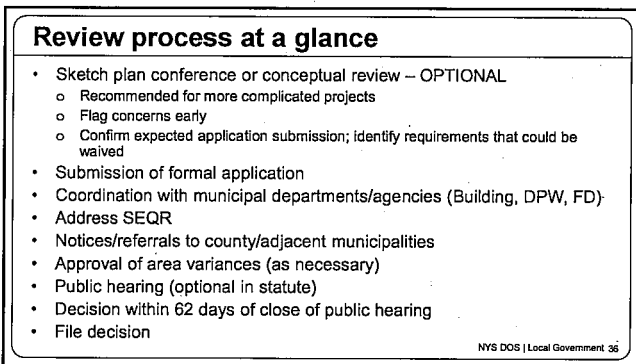 Review process at a glance
• Sketch plan conference or conceptual review – OPTIONAL
o Recommended for more complicated projects
o Flag concerns early
o Confirm expected application submission; identify requirements that could be
waived
• Submission of formal application
• Coordination with municipal departments/agencies (Building, DPW, FD)
• Address SEQR
• Notices/referrals to county/adjacent municipalities
• Approval of area variances (as necessary)
• Public hearing (optional in statute)
• Decision within 62 days of close of public hearing
• File decision
NYS DOS | Local Government 36